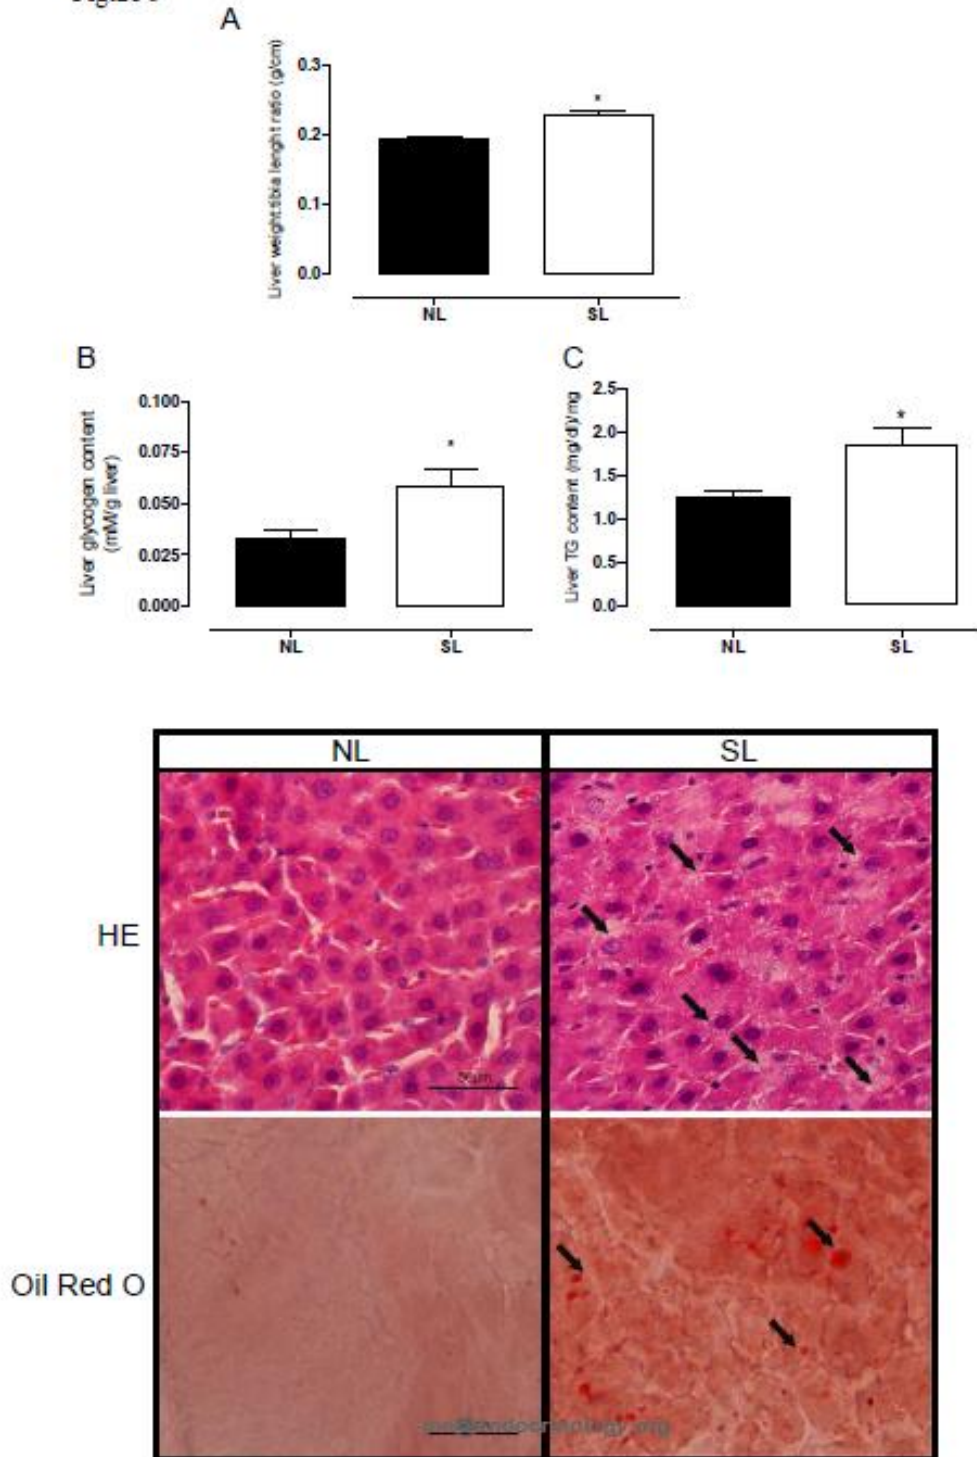 A
Liver weight:tibia lenght ratio (g/cm)
0.3
0.2
0.1
0.0
*
NL
SL
B
Liver glycogen content
(mM/g liver)
0.100
0.075
0.050
0.025
0.000
*
NL
SL
C
Liver TG content (mg/dl)/mg
2.5
2.0
1.5
1.0
0.5
0.0
*
NL
SL
NL
SL
HE
Oil Red O